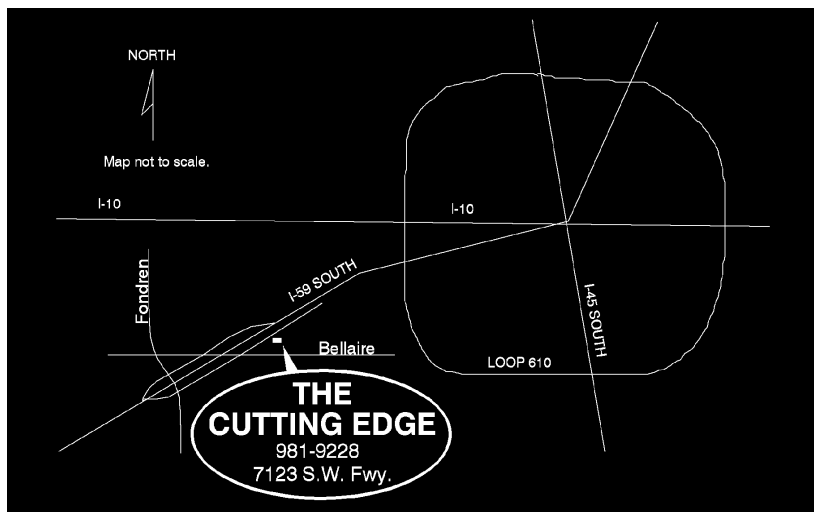 NORTH
Map not to scale.
I-10
I-10
Fondren
I-59 SOUTH
I-45 SOUTH
Bellaire
LOOP 610
THE
CUTTING EDGE
981-9228
7123 S.W. Fwy.